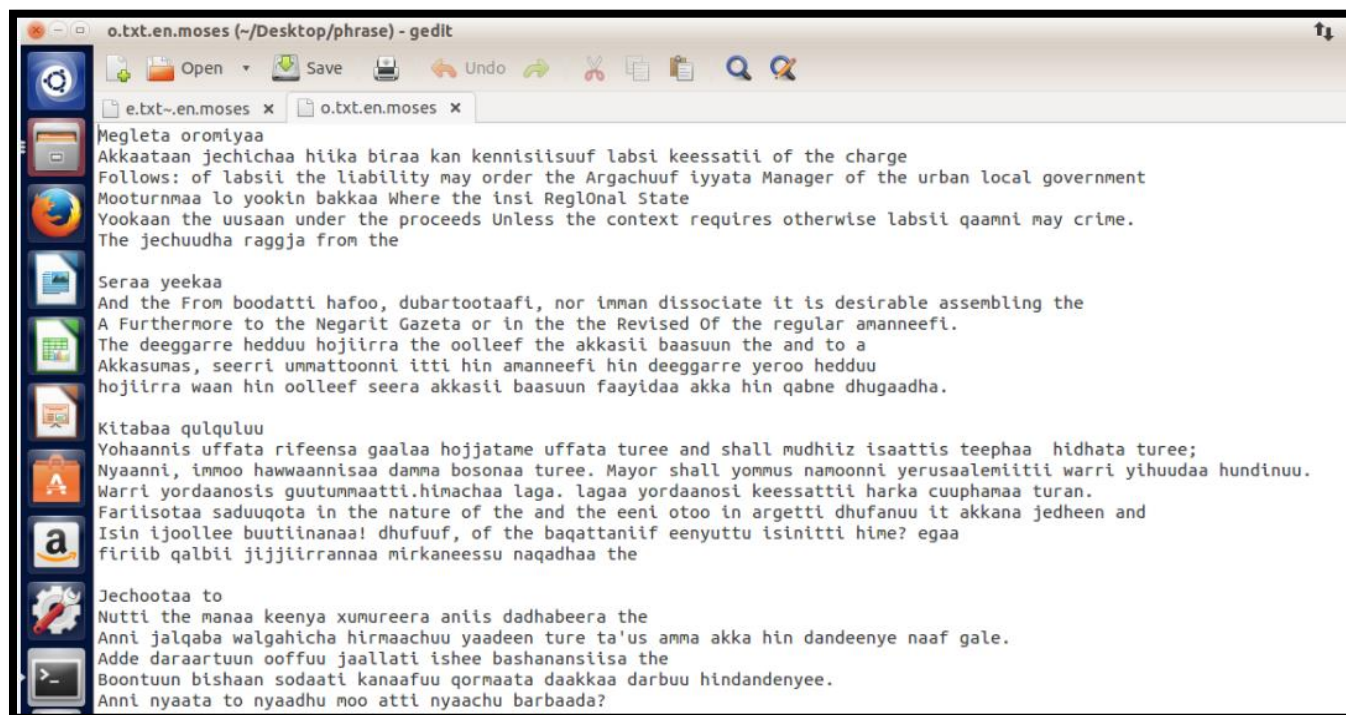 o.txt.en.moses (~/Desktop/phrase) - gedit
Open Save Undo
e.txt~.en.moses x o.txt.en.moses x
Megleta oromiyaa
Akkaataan jechichaa hiika biraa kan kennisiisuuf labsi keessatii of the charge
Follows: of labsii the liability may order the Argachuuf iyyata Manager of the urban local government
Mooturnmaa lo yookin bakkaa Where the insi ReglOnal State
Yookaan the uusaan under the proceeds Unless the context requires otherwise labsii qaamni may crime.
The jechuudha raggja from the

Seraa yeekaa
And the From boodatti hafoo, dubartootaafi, nor imman dissociate it is desirable assembling the
A Furthermore to the Negarit Gazeta or in the the Revised Of the regular amanneefi.
The deeggarre hedduu hojiirra the oolleef the akkasii baasuun the and to a
Akkasumas, seerri ummattoonni itti hin amaneefi hin deeggarre yeroo hedduu
hojiirra waan hin oolleef seera akkasii baasuun faayidaa akka hin qabne dhugaadha.

Kitabaa qulquluu
Yohaannis uffata rifeensa gaalaa hojjatame uffata turee and shall mudhiiz isaattis teephaa hidhata turee;
Nyaanni, immoo hawwaannisaa damma bosonaa turee. Mayor shall yommus namoonni yerusaalemiitii warri yihuudaa hundinuu.
Warri yordaanosis guutummaatti.himachaa laga. lagaa yordaanosi keessattii harka cuuphamaa turan.
Fariisotaa saduuqota in the nature of the and the eeni otoo in argetti dhufanuu it akkana jedheen and
Isin ijoollee buutiinanaa! dhufuuf, of the baqattaniif eenyuttu isinitti hime? egaa
firiib qalbii jijjiirrannaa mirkaneessu naqadhaa the

Jechootaa to
Nutti the manaa keenya xumureera aniis dadhabeera the
Anni jalqaba walgahicha hirmaachuu yaadeen ture ta'us amma akka hin dandeenye naaf gale.
Adde daraartuun ooffuu jaallati ishee bashanansiisa the
Boontuun bishaan sodaati kanaafuu qormaata daakkaa darbuu hindandenyee.
Anni nyaata to nyaadhu moo atti nyaachu barbaada?